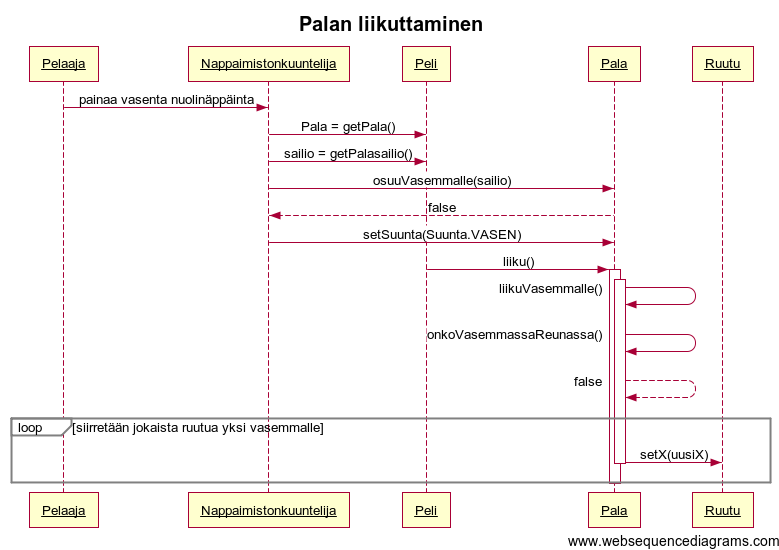 Palan liikuttaminen
Pelaaja
Nappaimistonkuuntelija
Peli
Pala
Ruutu
painaa vasenta nuolinäppäinta
Pala = getPala()
sailio = getPalasailio()
osuuVasemmalle(sailio)
false
setSuunta(Suunta.VASEN)
liiku()
liikuVasemmalle()
onkoVasemmassaReunassa()
false
loop
[siirretään jokaista ruutua yksi vasemmalle]
setX(uusiX)
Pelaaja
Nappaimistonkuuntelija
Peli
Pala
Ruutu
www.websequencediagrams.com